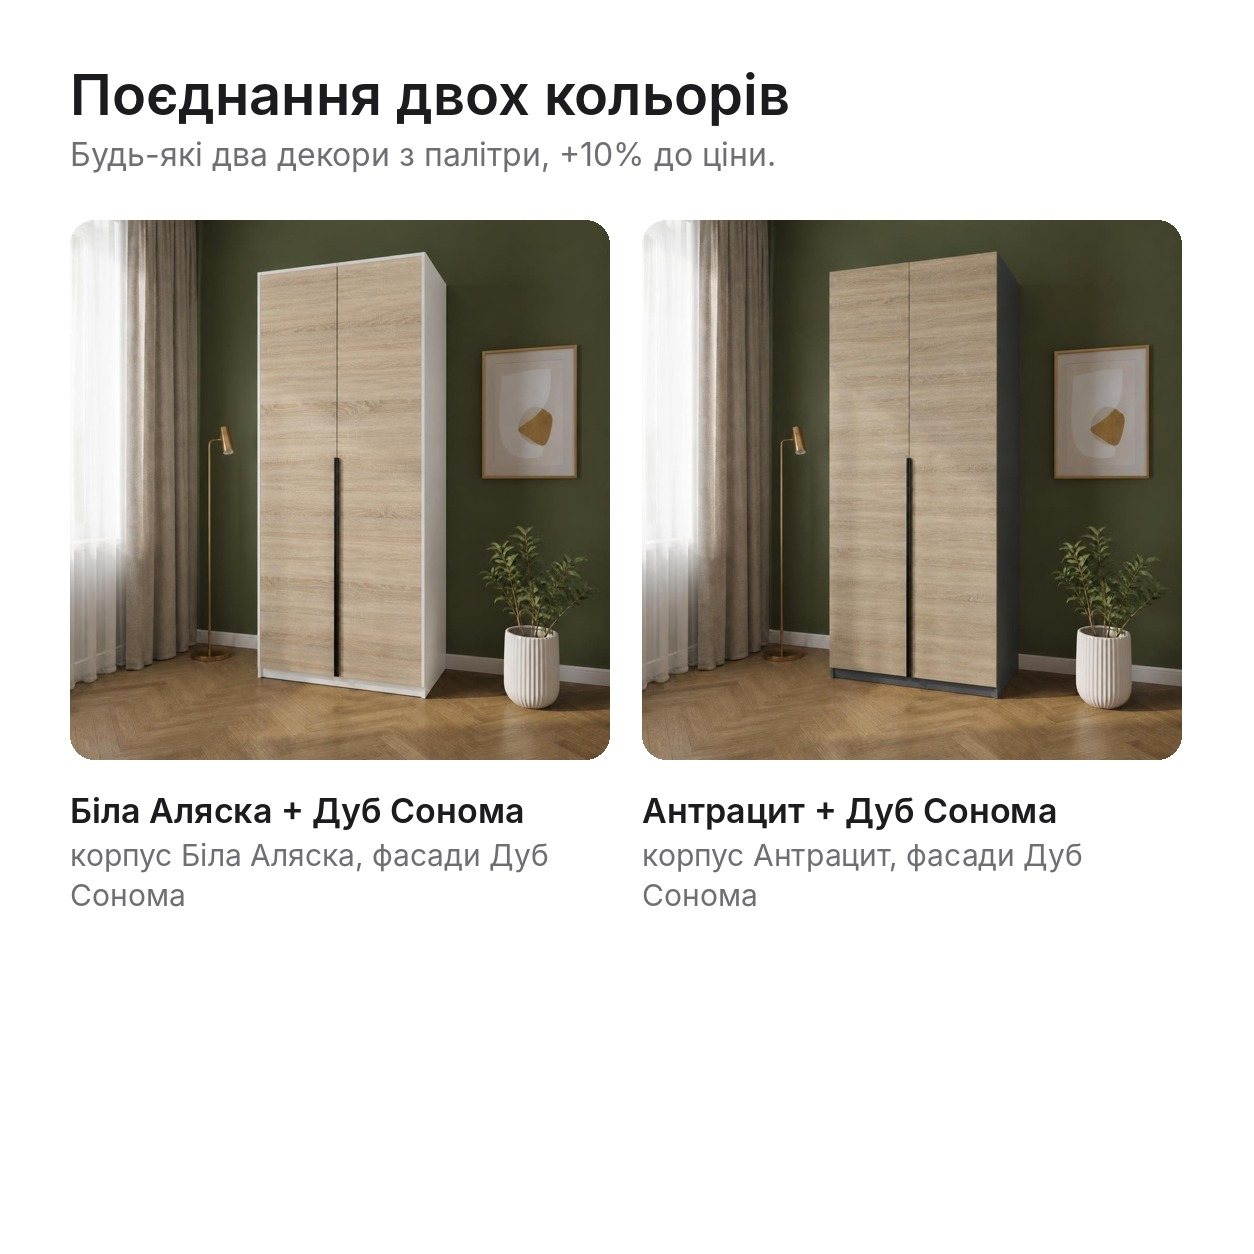 Поєднання двох кольорів
Будь-які два декори з палітри, +10% до ціни.
Біла Аляска + Дуб Сонома
корпус Біла Аляска, фасади Дуб
Сонома
Антрацит + Дуб Сонома
корпус Антрацит, фасади Дуб
Сонома